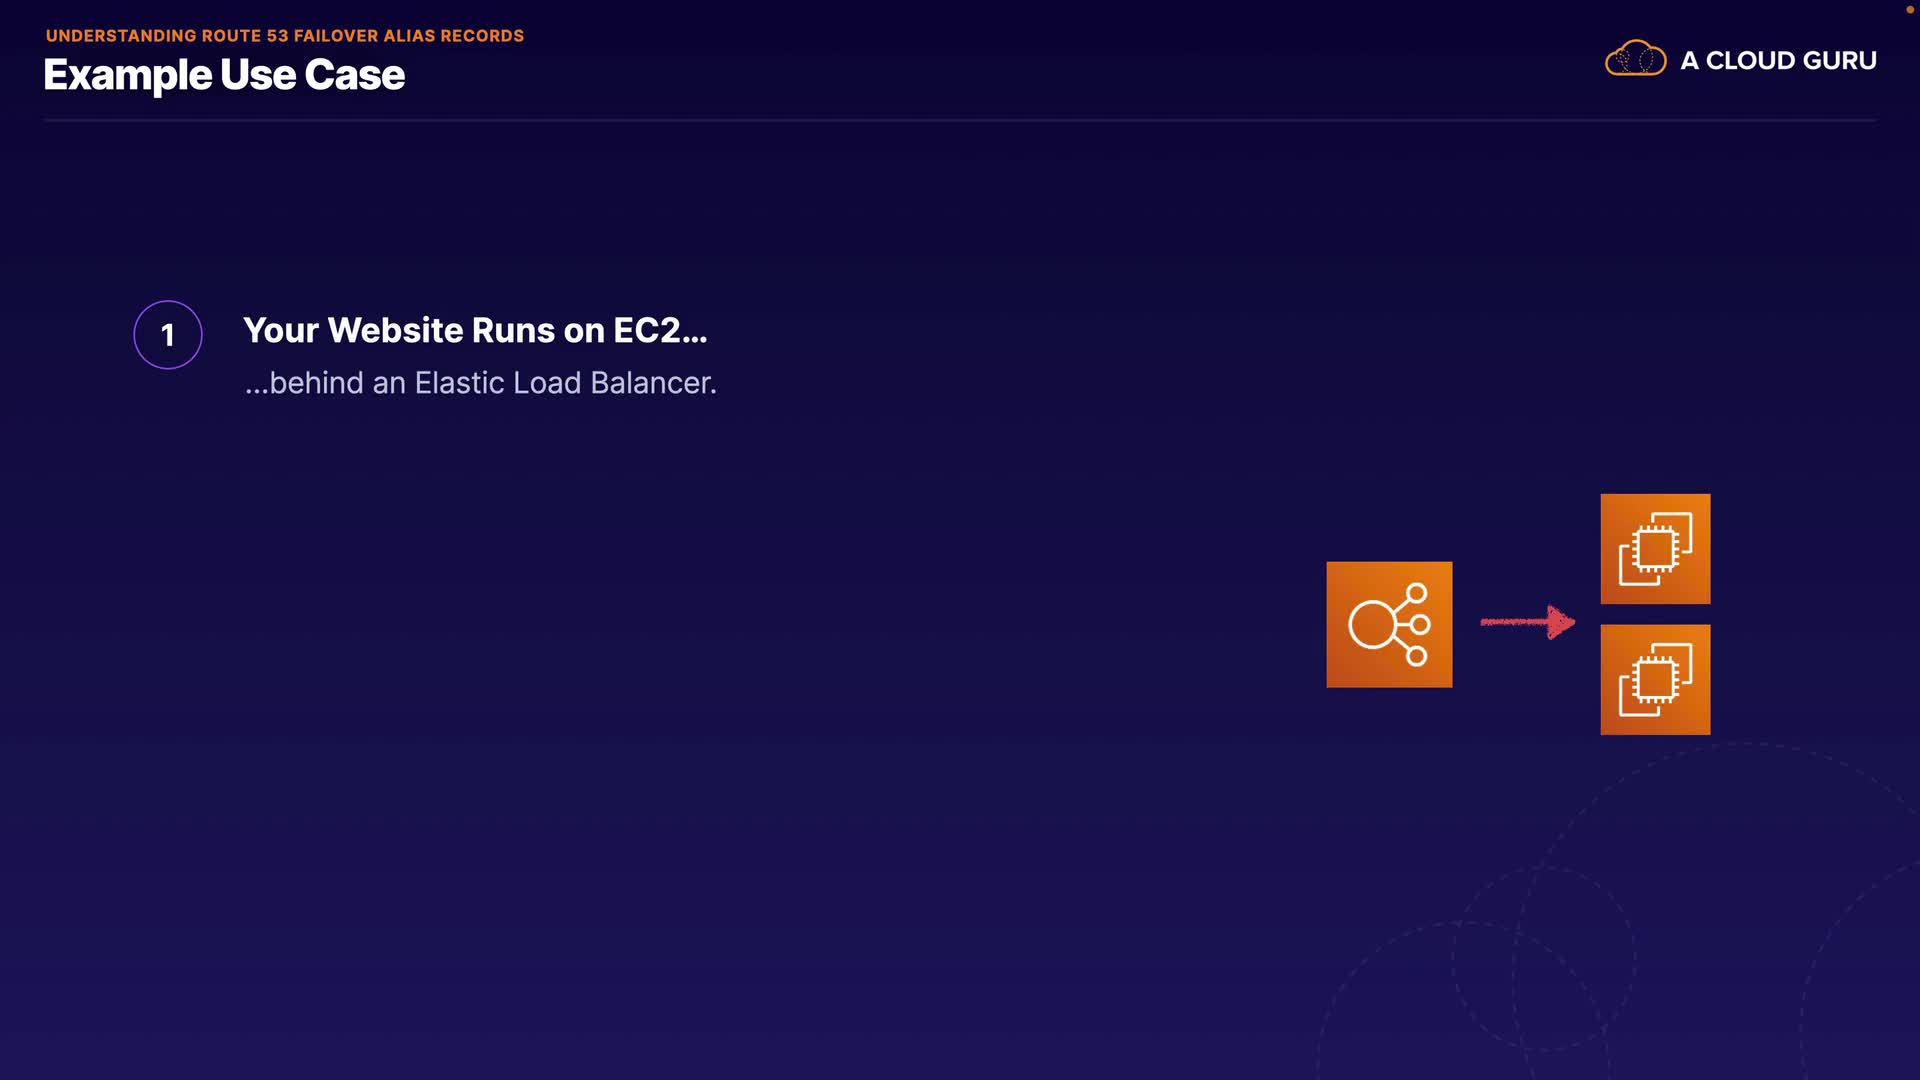 UNDERSTANDING ROUTE 53 FAILOVER ALIAS RECORDS
Example Use Case
A CLOUD GURU
1
Your Website Runs on EC2...
...behind an Elastic Load Balancer.